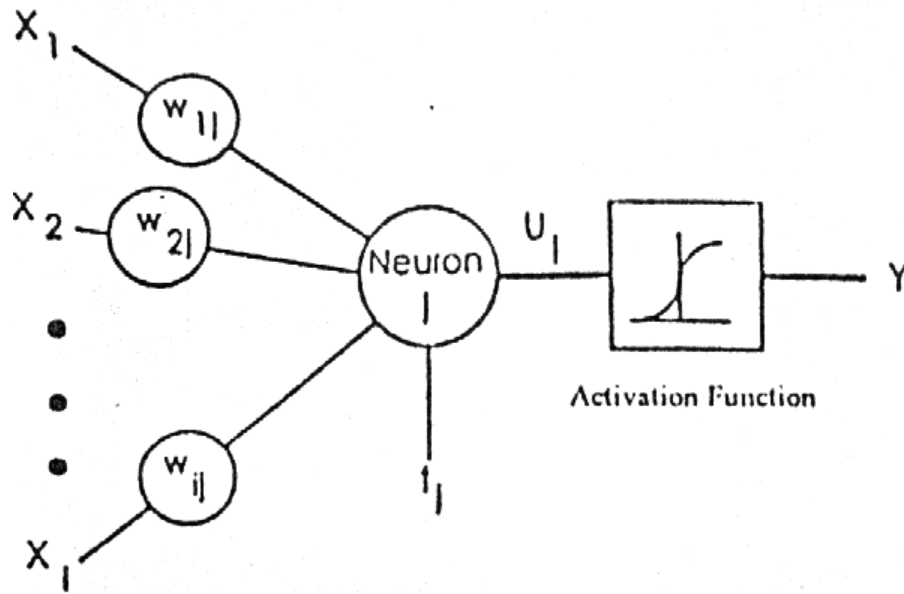 X1
w1j
X2
w2j
Neuron
j
Uj
Y
Activation Function
wij
tj
Xi